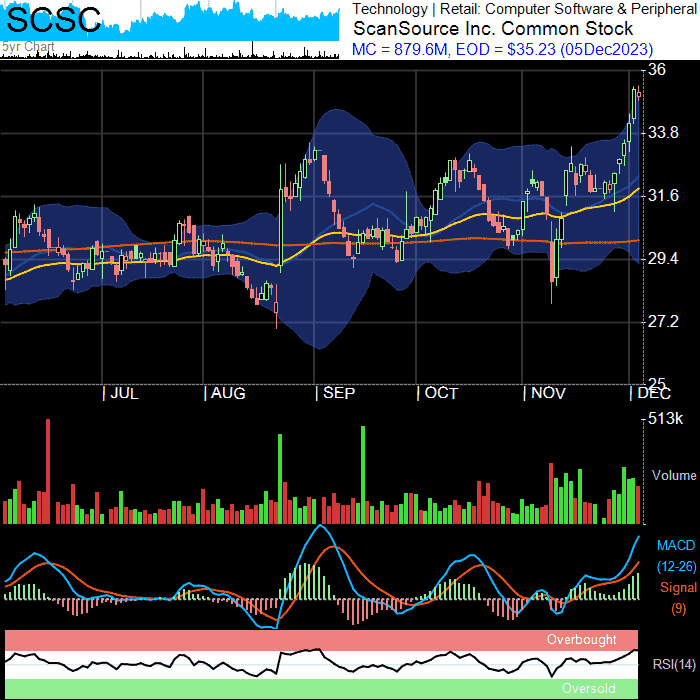 SCSC
5yr Chart
Technology | Retail: Computer Software & Peripheral
ScanSource Inc. Common Stock
MC = 879.6M, EOD = $35.23 (05Dec2023)
36
33.8
31.6
29.4
27.2
25
JUL AUG SEP OCT NOV DEC
513k
Volume
MACD
(12-26)
Signal
(9)
Overbought
RSI(14)
Oversold